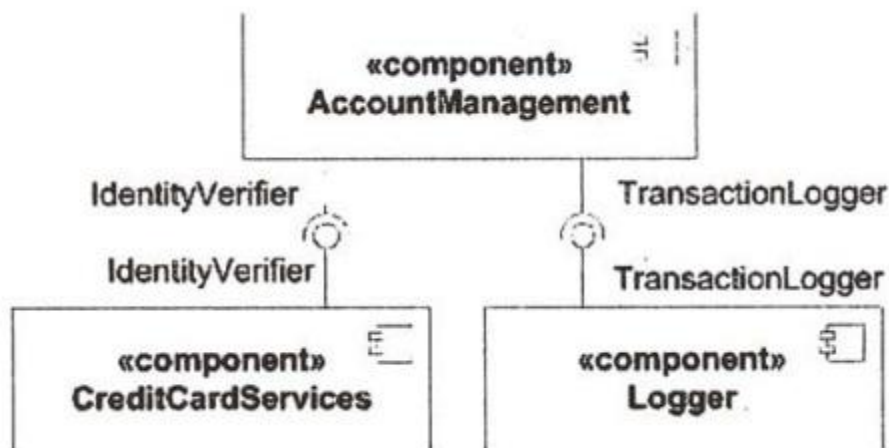 «component»
AccountManagement
IdentityVerifier
TransactionLogger
IdentityVerifier
TransactionLogger
«component»
CreditCardServices
«component»
Logger